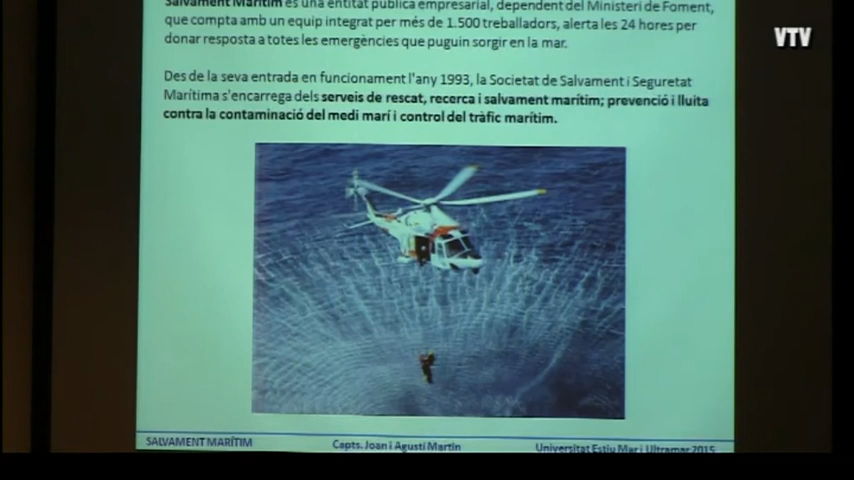 Salvament Marítim és una entitat pública empresarial, dependent del Ministeri de Foment,
que compta amb un equip integrat per més de 1.500 treballadors, alerta les 24 hores per
donar resposta a totes les emergències que puguin sorgir en la mar.
Des de la seva entrada en funcionament l'any 1993, la Societat de Salvament i Seguretat
Marítima s'encarrega dels serveis de rescat, recerca i salvament marítim; prevenció i lluita
contra la contaminació del medi marí i control del tràfic marítim.
SALVAMENT MARÍTIM
Capts. Joan i Agustí Martín
Universitat Estiu Mar i Ultramar 2015
VTV